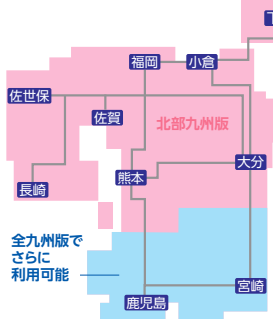 福岡
小倉
佐世保
佐賀
北部九州版
長崎
熊本
大分
全九州版で
さらに
利用可能
宮崎
鹿児島